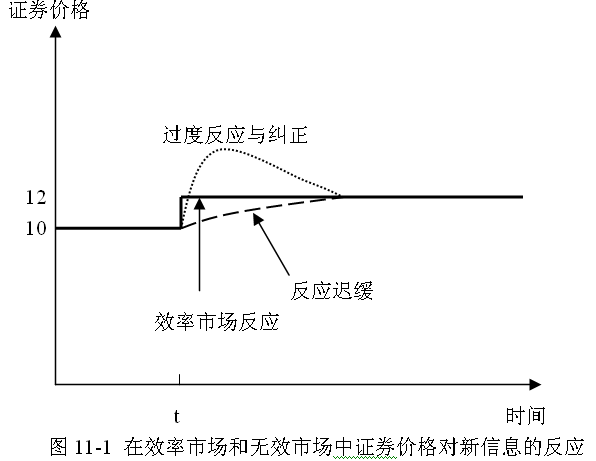 证券价格
过度反应与纠正
12
10
反应迟缓
效率市场反应
t
时间
图 11-1 在效率市场和无效市场中证券价格对新信息的反应